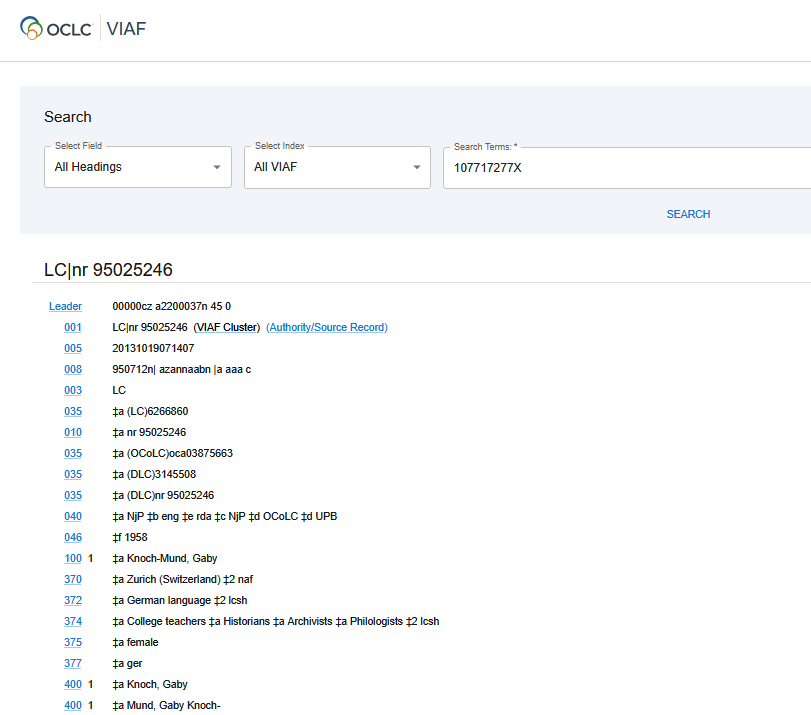 OCLC VIAF
Search
Select Field Select Index Search Terms: *
All Headings All VIAF 107717277X
SEARCH
LC|nr 95025246
Leader 00000cz a2200037n 45 0
001 LC|nr 95025246 (VIAF Cluster) (Authority/Source Record)
005 20131019071407
008 950712n| azannaabn |a aaa c
003 LC
035 ‡a (LC)6266860
010 ‡a nr 95025246
035 ‡a (OCoLC)oca03875663
035 ‡a (DLC)3145508
035 ‡a (DLC)nr 95025246
040 ‡a NjP ‡b eng ‡e rda ‡c NjP ‡d OCoLC ‡d UPB
046 ‡f 1958
100 1 ‡a Knoch-Mund, Gaby
370 ‡a Zurich (Switzerland) ‡2 naf
372 ‡a German language ‡2 lcsh
374 ‡a College teachers ‡a Historians ‡a Archivists ‡a Philologists ‡2 lcsh
375 ‡a female
377 ‡a ger
400 1 ‡a Knoch, Gaby
400 1 ‡a Mund, Gaby Knoch-